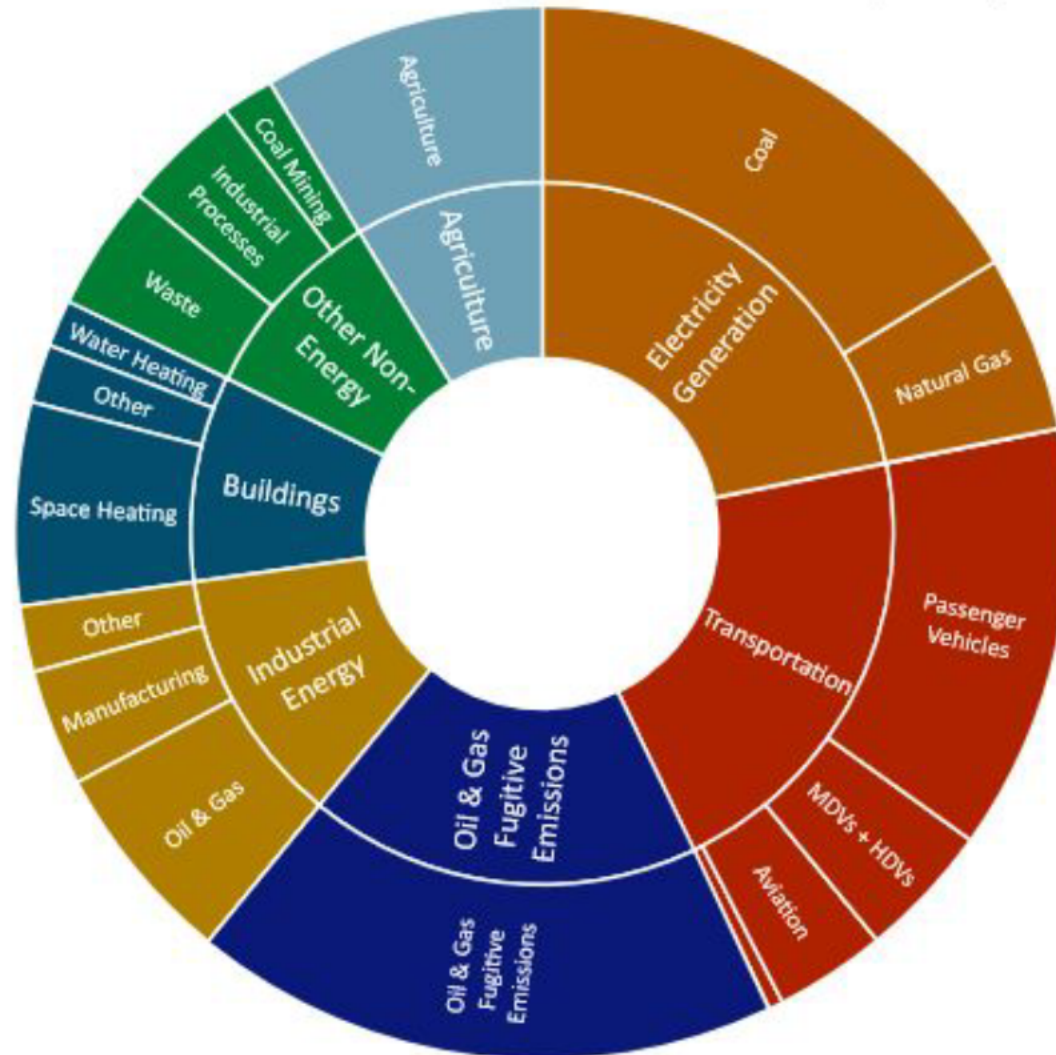 Agriculture
Coal
Coal Mining
Industrial
Processes
Agriculture
Electricity
Generation
Other Non-
Energy
Waste
Water Heating
Other
Natural Gas
Buildings
Space Heating
Passenger
Vehicles
Transportation
Other
Industrial
Energy
Manufacturing
Oil & Gas
Oil & Gas
Fugitive
Emissions
MDVs + HDVs
Aviation
Oil & Gas
Fugitive
Emissions